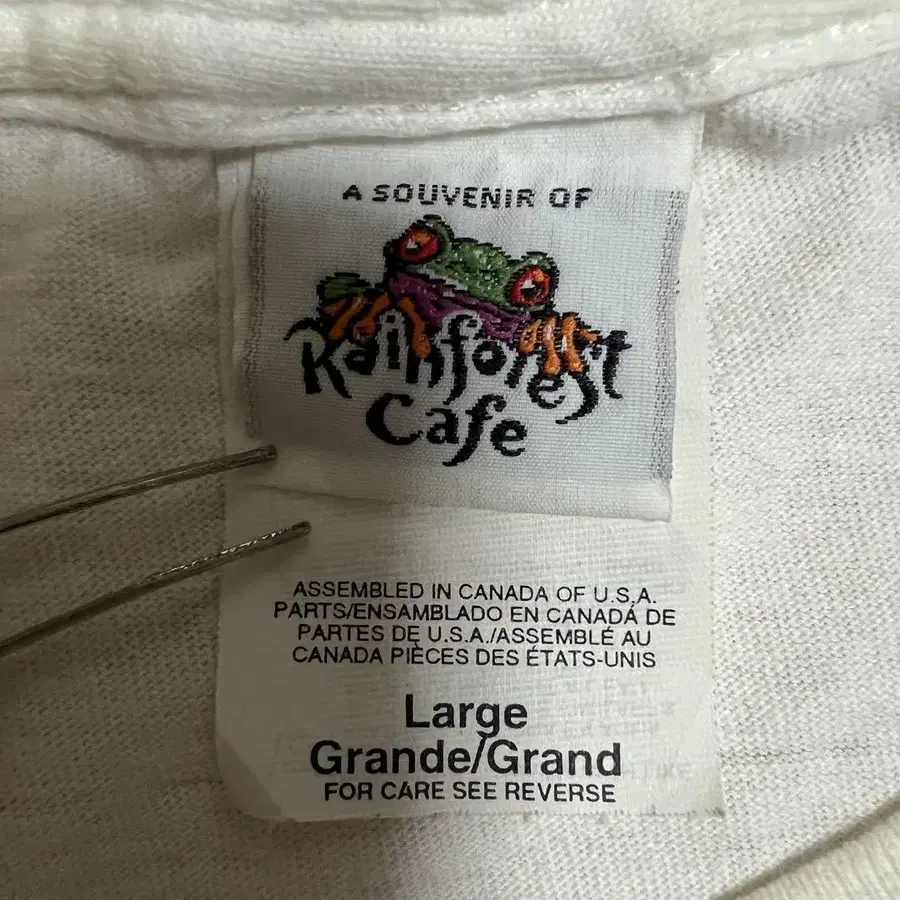 A SOUVENIR OF
Rainforest
Cafe
ASSEMBLED IN CANADA OF U.S.A.
PARTS/ENSAMBLADO EN CANADÁ DE
PARTES DE U.S.A./ASSEMBLÉ AU
CANADA PIÈCES DES ÉTATS-UNIS
Large
Grande/Grand
FOR CARE SEE REVERSE